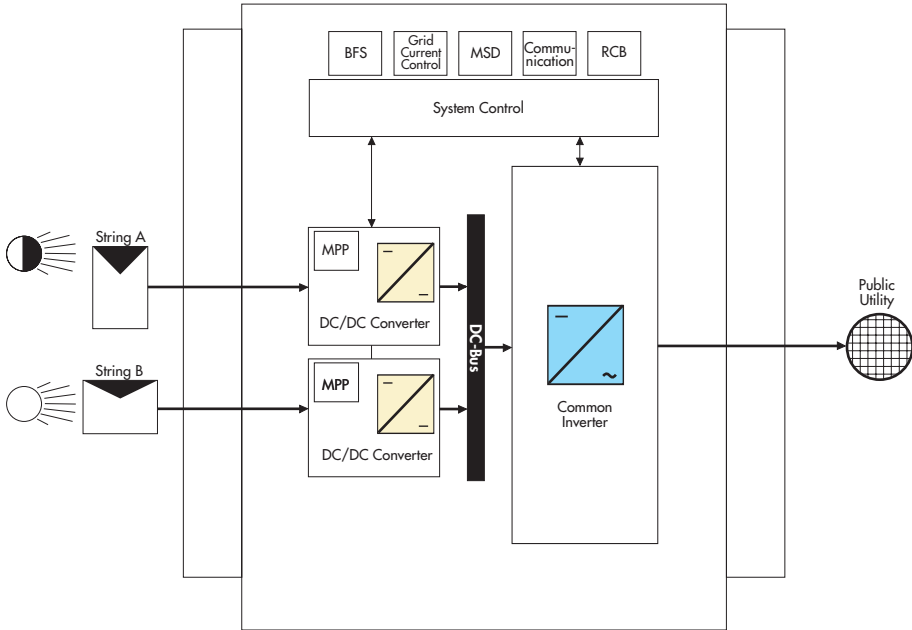 BFS
Grid
Current
Control
MSD
Commu-
nication
RCB
System Control
String A
MPP
DC/DC Converter
String B
MPP
DC/DC Converter
DC-Bus
Common
Inverter
Public
Utility